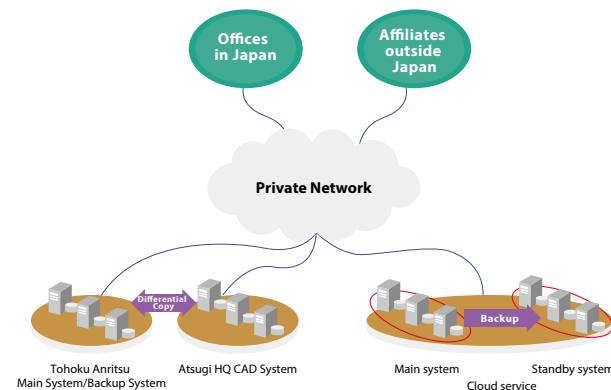 Offices
in Japan
Affiliates
outside
Japan
Private Network
Differential
Copy
Backup
Tohoku Anritsu
Main System/Backup System
Atsugi HQ CAD System
Main system
Standby system
Cloud service